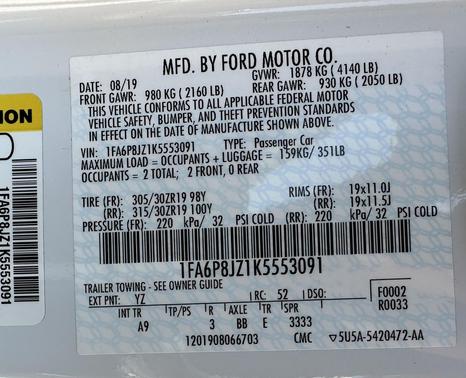 MFD. BY FORD MOTOR CO.
DATE: 08/19 GVWR: 1878 KG ( 4140 LB)
FRONT GAWR: 980 KG ( 2160 LB) REAR GAWR: 930 KG ( 2050 LB)
THIS VEHICLE CONFORMS TO ALL APPLICABLE FEDERAL MOTOR
VEHICLE SAFETY, BUMPER, AND THEFT PREVENTION STANDARDS
IN EFFECT ON THE DATE OF MANUFACTURE SHOWN ABOVE.
VIN: 1FA6P8JZ1K5553091 TYPE: Passenger Car
MAXIMUM LOAD = OCCUPANTS + LUGGAGE = 159KG/ 351LB
OCCUPANTS = 2 TOTAL; 2 FRONT, 0 REAR
TIRE (FR): 305/30ZR19 98Y RIMS (FR): 19x11.0J
(RR): 315/30ZR19 100Y (RR): 19x11.5J
PRESSURE (FR): 220 kPa/ 32 PSI COLD (RR): 220 kPa/ 32 PSI COLD
1FA6P8JZ1K5553091
TRAILER TOWING - SEE OWNER GUIDE
EXT PNT: YZ RC: 52 DSO: F0002
R0033
INT TR TP/PS R AXLE TR SPR
A9 3 BB E 3333
1201908066703 CMC ▽5U5A-5420472-AA
ION
1FA6P8JZ1K5553091